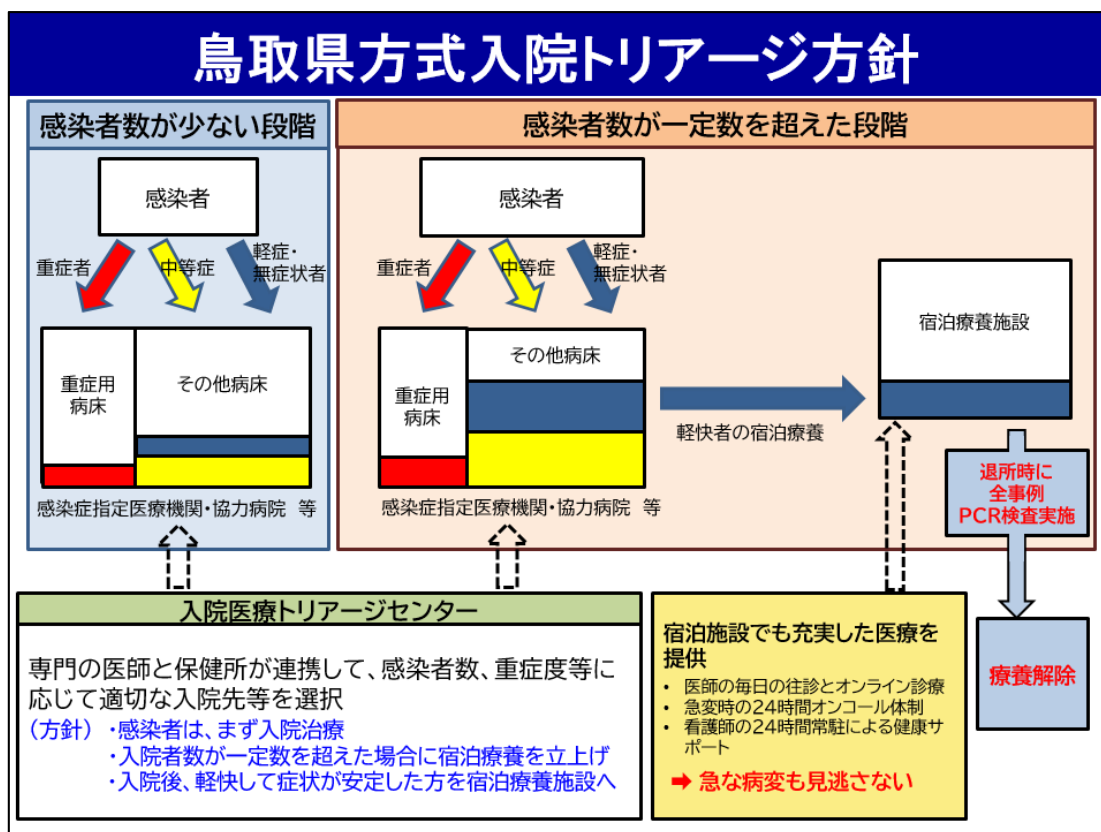 鳥取県方式入院トリアージ方針
感染者数が少ない段階
感染者
重症者
中等症
軽症・
無症状者
重症用
病床
その他病床
感染症指定医療機関・協力病院 等
感染者数が一定数を超えた段階
感染者
重症者
中等症
軽症・
無症状者
重症用
病床
その他病床
感染症指定医療機関・協力病院 等
軽快者の宿泊療養
宿泊療養施設
退所時に
全事例
PCR検査実施
療養解除
入院医療トリアージセンター
専門の医師と保健所が連携して、感染者数、重症度等に
応じて適切な入院先等を選択
（方針）・感染者は、まず入院治療
・入院者数が一定数を超えた場合に宿泊療養を立上げ
・入院後、軽快して症状が安定した方を宿泊療養施設へ
宿泊施設でも充実した医療を
提供
• 医師の毎日の往診とオンライン診療
• 急変時の24時間オンコール体制
• 看護師の24時間常駐による健康サ
ポート
➡ 急な病変も見逃さない